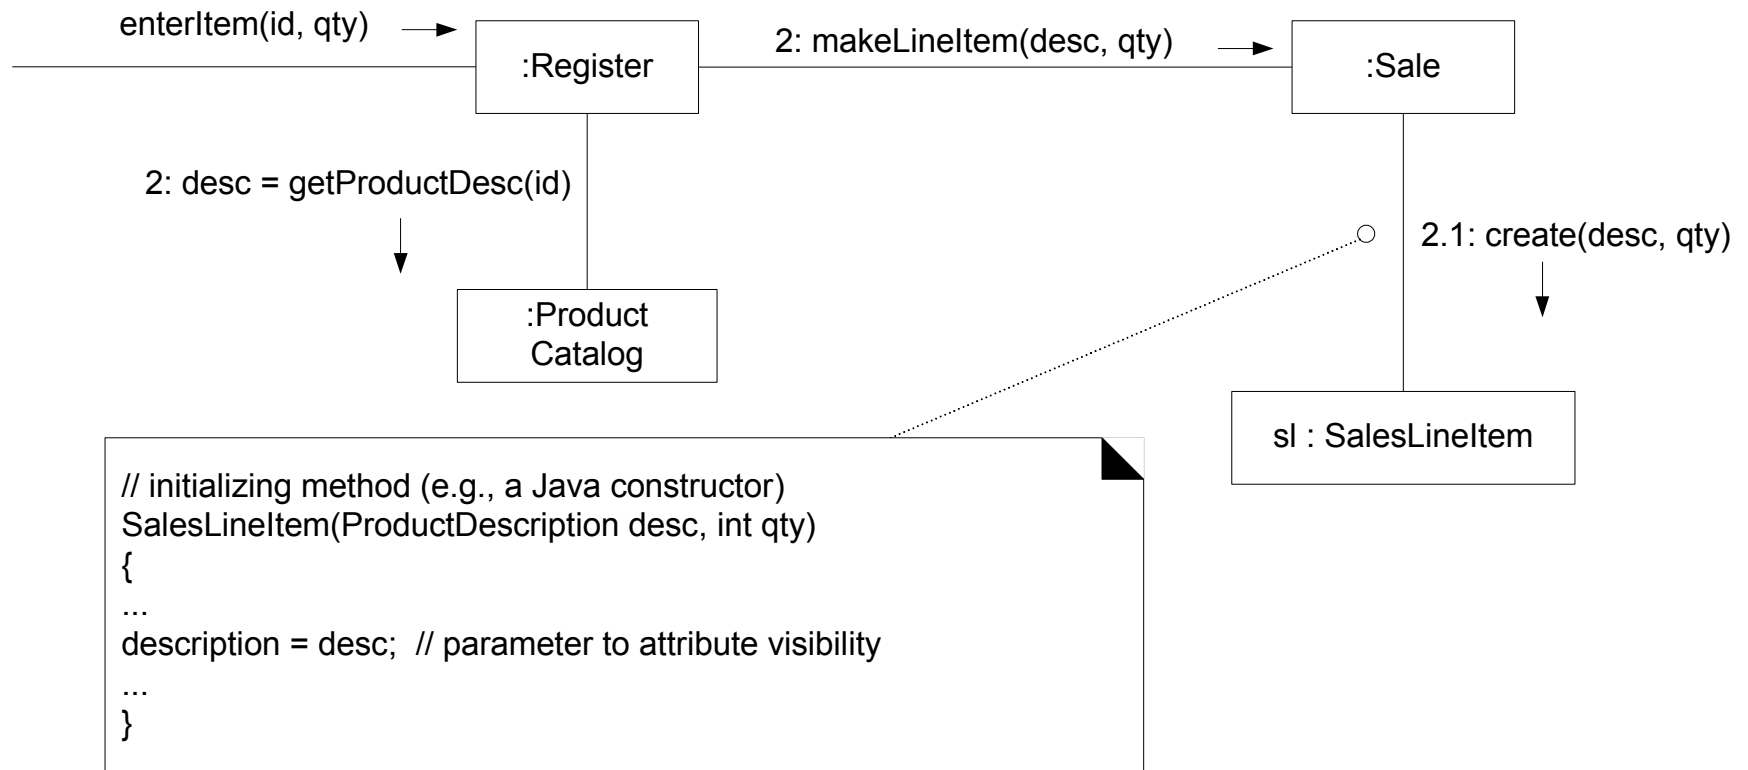 enterItem(id, qty)
:Register
2: makeLineItem(desc, qty)
:Sale
2: desc = getProductDesc(id)
:Product
Catalog
2.1: create(desc, qty)
sl : SalesLineItem
// initializing method (e.g., a Java constructor)
SalesLineItem(ProductDescription desc, int qty)
{
...
description = desc;  // parameter to attribute visibility
...
}